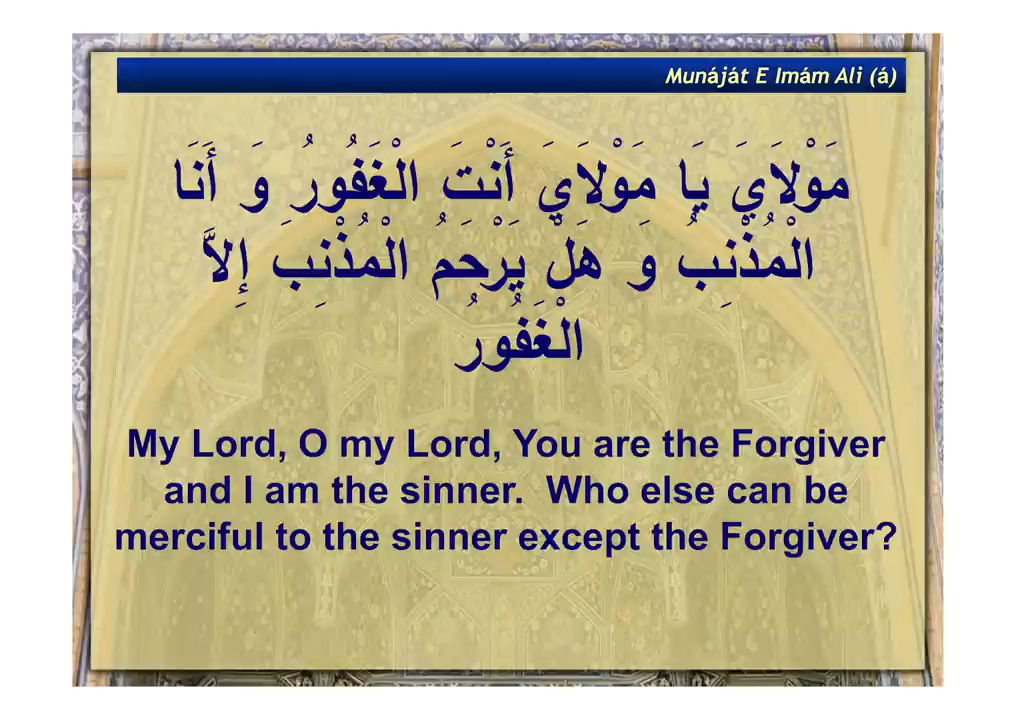 Munáját E Imám Ali (á)
مَوْلاَيَ يَا مَوْلاَيَ أَنْتَ الْغَفُورُ وَ أَنَا
الْمُذْنِبُ وَ هَلْ يَرْحَمُ الْمُذْنِبَ إِلاَّ
الْغَفُورُ
My Lord, O my Lord, You are the Forgiver
and I am the sinner.  Who else can be
merciful to the sinner except the Forgiver?